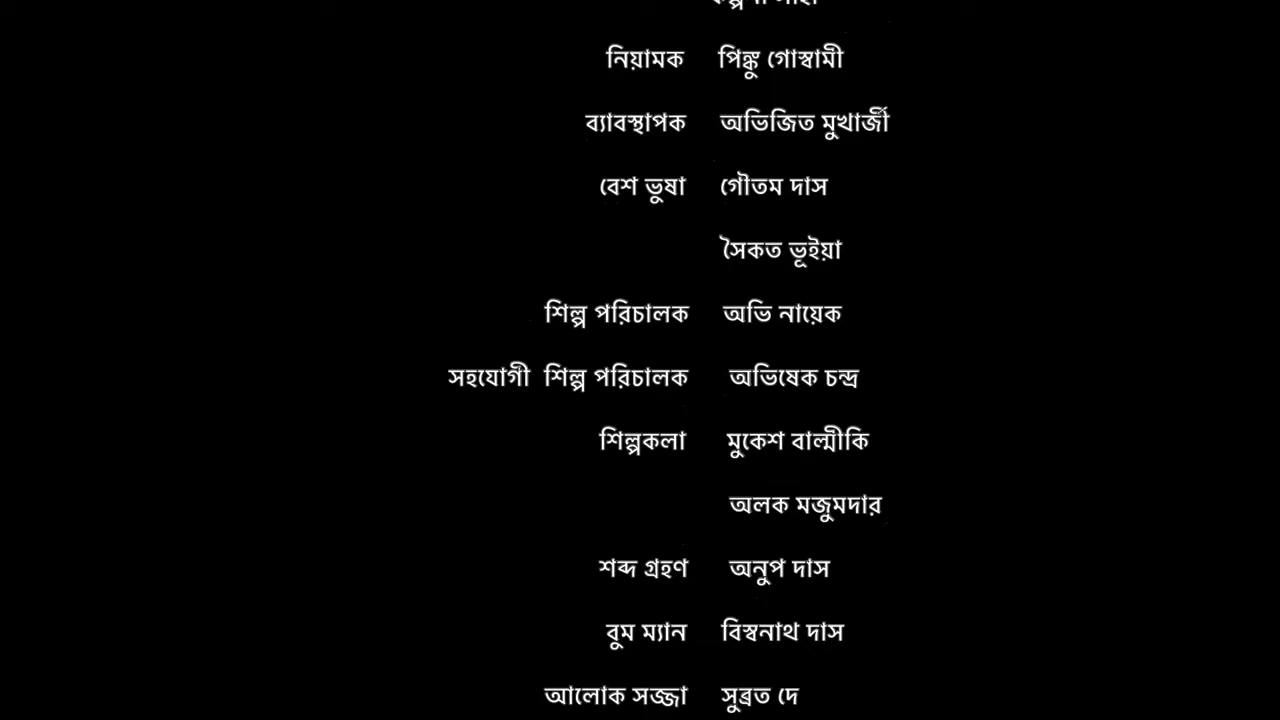 নিয়ামক পিঙ্কু গোস্বামী
ব্যাবস্থাপক অভিজিত মুখার্জী
বেশ ভুষা গৌতম দাস
সৈকত ভূইয়া
শিল্প পরিচালক অভি নায়েক
সহযোগী শিল্প পরিচালক অভিষেক চন্দ্র
শিল্পকলা মুকেশ বাল্মীকি
অলক মজুমদার
শব্দ গ্রহণ অনুপ দাস
বুম ম্যান বিস্বনাথ দাস
আলোক সজ্জা সুব্রত দে